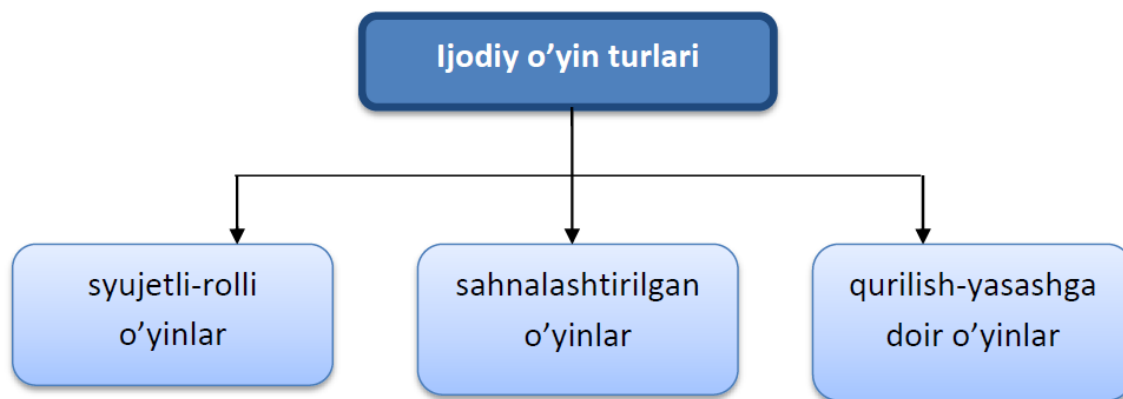 Ijodiy o’yin turlari
syujetli-rolli
o’yinlar
sahnalashtirilgan
o’yinlar
qurilish-yasashga
doir o’yinlar